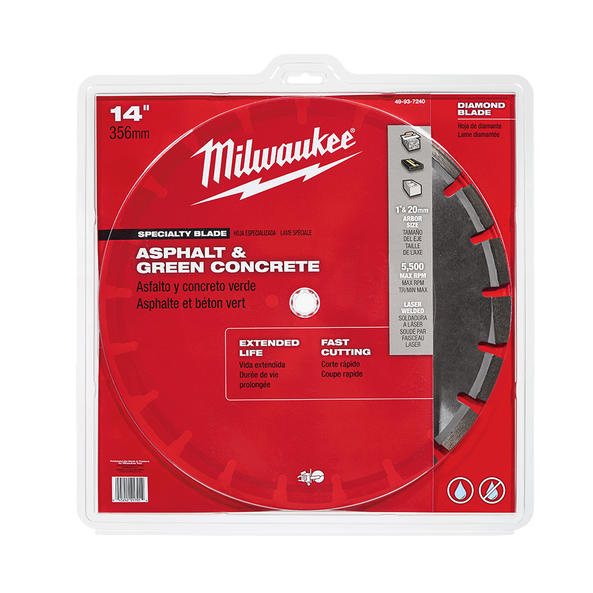 49-93-7240
14"
356mm
DIAMOND
BLADE
Hoja de diamante
Lame diamantée
Milwaukee
1" & 20mm
ARBOR
SIZE
TAMAÑO
DEL EJE
TAILLE
DE L'AXE
SPECIALTY BLADE HOJA ESPECIALIZADA LAME SPÉCIALE
ASPHALT &
GREEN CONCRETE
Asfalto y concreto verde
Asphalte et béton vert
5,500
MAX RPM
MAX RPM
TR/MIN MAX
LASER
WELDED
SOLDADURA
A LÁSER
SOUDÉ PAR
FAISCEAU
LASER
EXTENDED
LIFE
Vida extendida
Durée de vie
prolongée
FAST
CUTTING
Corte rápido
Coupe rapide